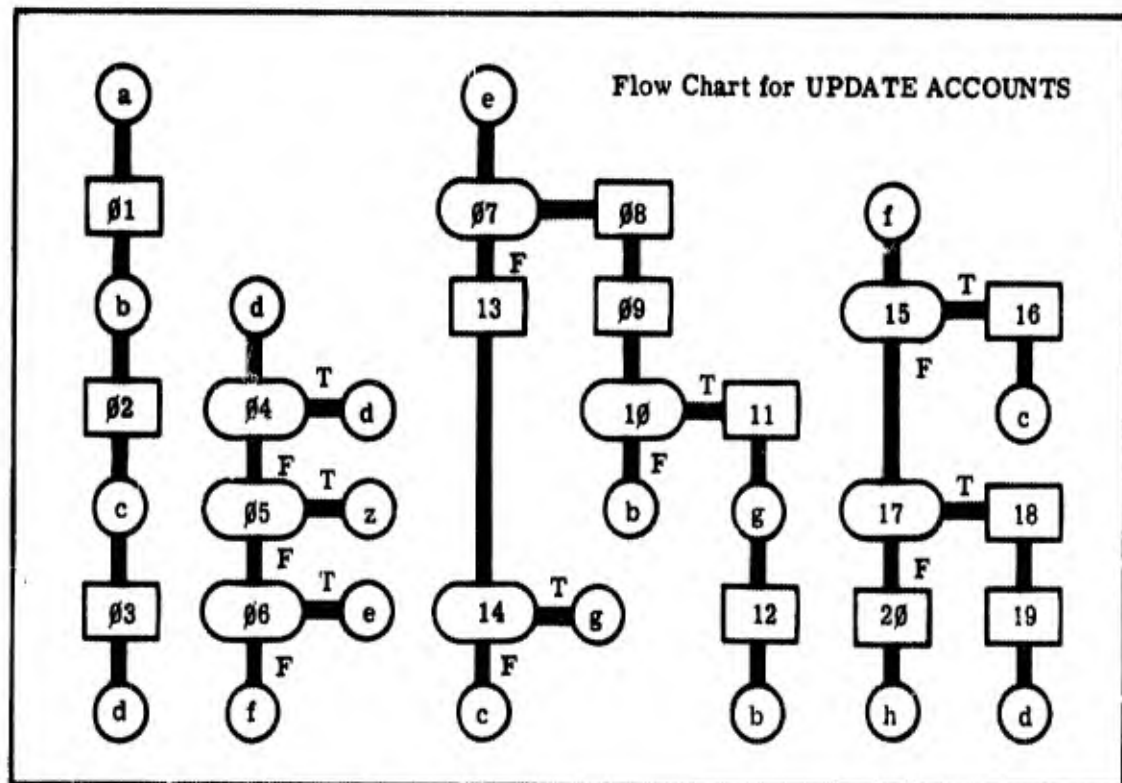 Flow Chart for UPDATE ACCOUNTS
a
Ø1
b
Ø2
c
Ø3
d
d
Ø4
T
d
F
Ø5
T
z
F
Ø6
T
e
F
f
e
Ø7
Ø8
F
13
Ø9
1Ø
T
11
F
b
g
12
b
14
T
g
F
c
f
15
T
16
F
c
17
T
18
F
2Ø
19
h
d